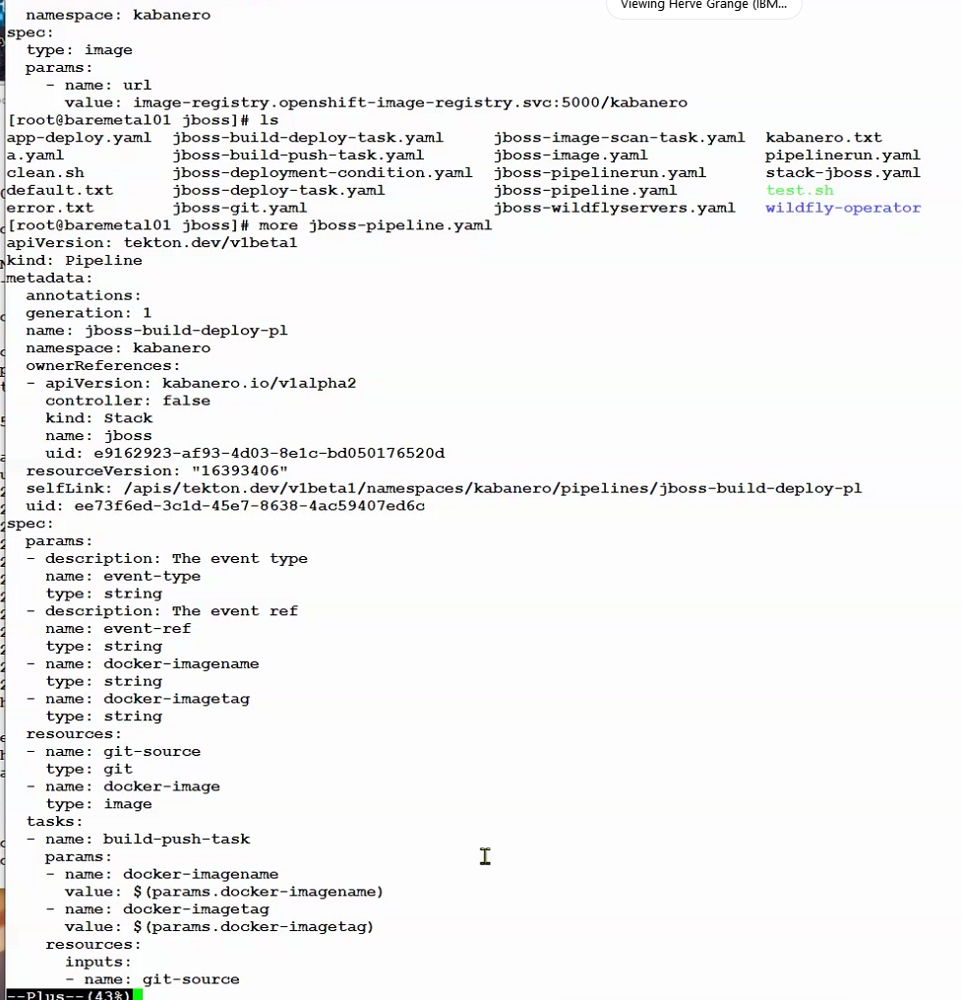 Viewing Herve Grange (IBM...
  namespace: kabanero
spec:
  type: image
  params:
    - name: url
      value: image-registry.openshift-image-registry.svc:5000/kabanero
[root@baremetal01 jboss]# ls
app-deploy.yaml  jboss-build-deploy-task.yaml     jboss-image-scan-task.yaml  kabanero.txt
a.yaml           jboss-build-push-task.yaml       jboss-image.yaml            pipelinerun.yaml
clean.sh         jboss-deployment-condition.yaml  jboss-pipelinerun.yaml      stack-jboss.yaml
default.txt      jboss-deploy-task.yaml           jboss-pipeline.yaml         test.sh
error.txt        jboss-git.yaml                   jboss-wildflyservers.yaml   wildfly-operator
[root@baremetal01 jboss]# more jboss-pipeline.yaml
apiVersion: tekton.dev/v1beta1
kind: Pipeline
metadata:
  annotations:
  generation: 1
  name: jboss-build-deploy-pl
  namespace: kabanero
  ownerReferences:
  - apiVersion: kabanero.io/v1alpha2
    controller: false
    kind: Stack
    name: jboss
    uid: e9162923-af93-4d03-8e1c-bd050176520d
  resourceVersion: "16393406"
  selfLink: /apis/tekton.dev/v1beta1/namespaces/kabanero/pipelines/jboss-build-deploy-pl
  uid: ee73f6ed-3c1d-45e7-8638-4ac59407ed6c
spec:
  params:
  - description: The event type
    name: event-type
    type: string
  - description: The event ref
    name: event-ref
    type: string
  - name: docker-imagename
    type: string
  - name: docker-imagetag
    type: string
  resources:
  - name: git-source
    type: git
  - name: docker-image
    type: image
  tasks:
  - name: build-push-task
    params:
    - name: docker-imagename
      value: $(params.docker-imagename)
    - name: docker-imagetag
      value: $(params.docker-imagetag)
    resources:
      inputs:
      - name: git-source
--Plus--(43%)